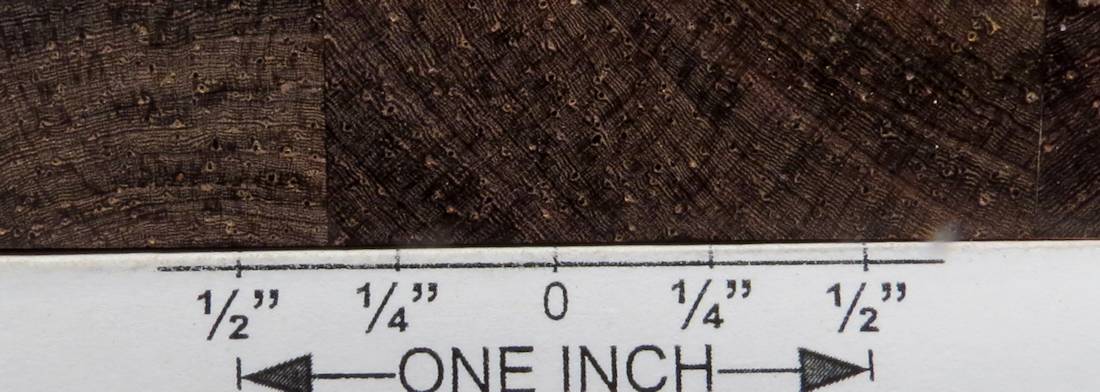 1/2” 1/4” 0 1/4” 1/2”
ONE INCH